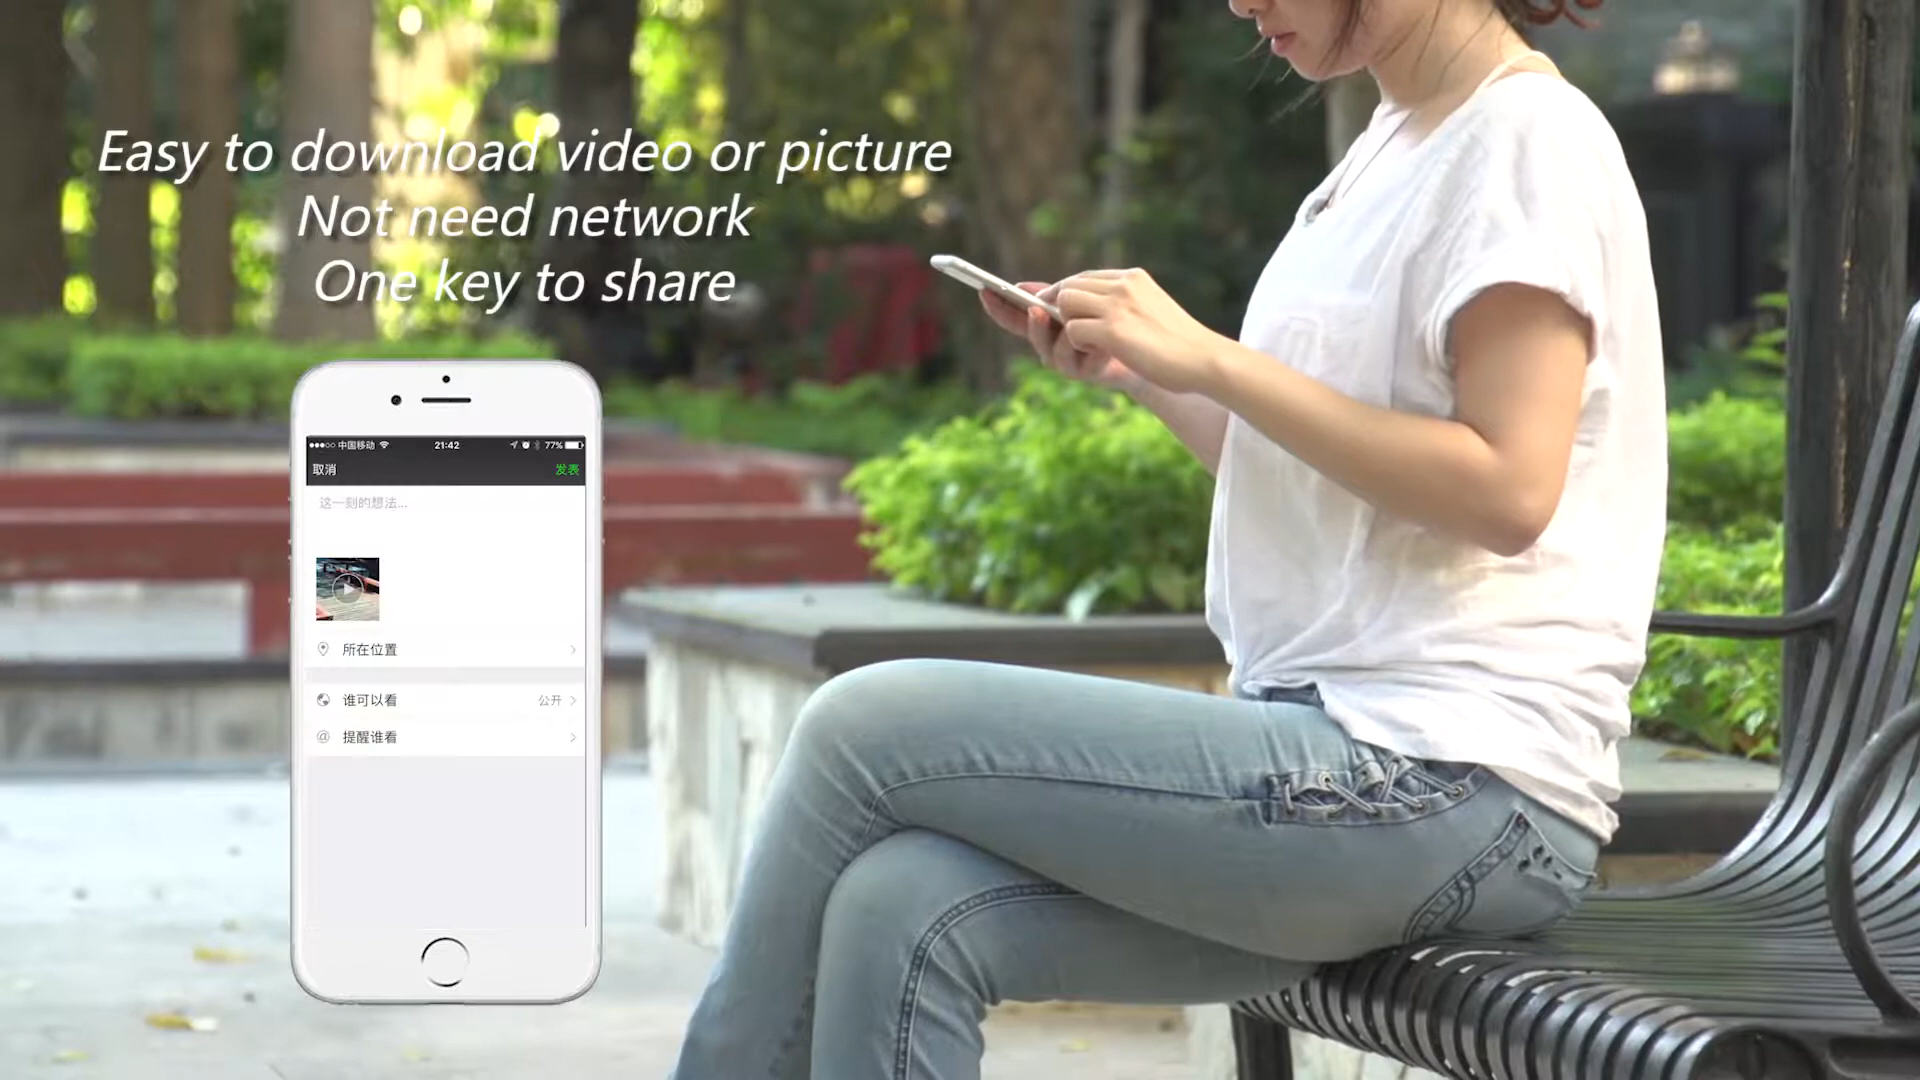 Easy to download video or picture
Not need network
One key to share
中国移动 21:42 77%
取消 发表
这一刻的想法...
所在位置
谁可以看 公开
@ 提醒谁看